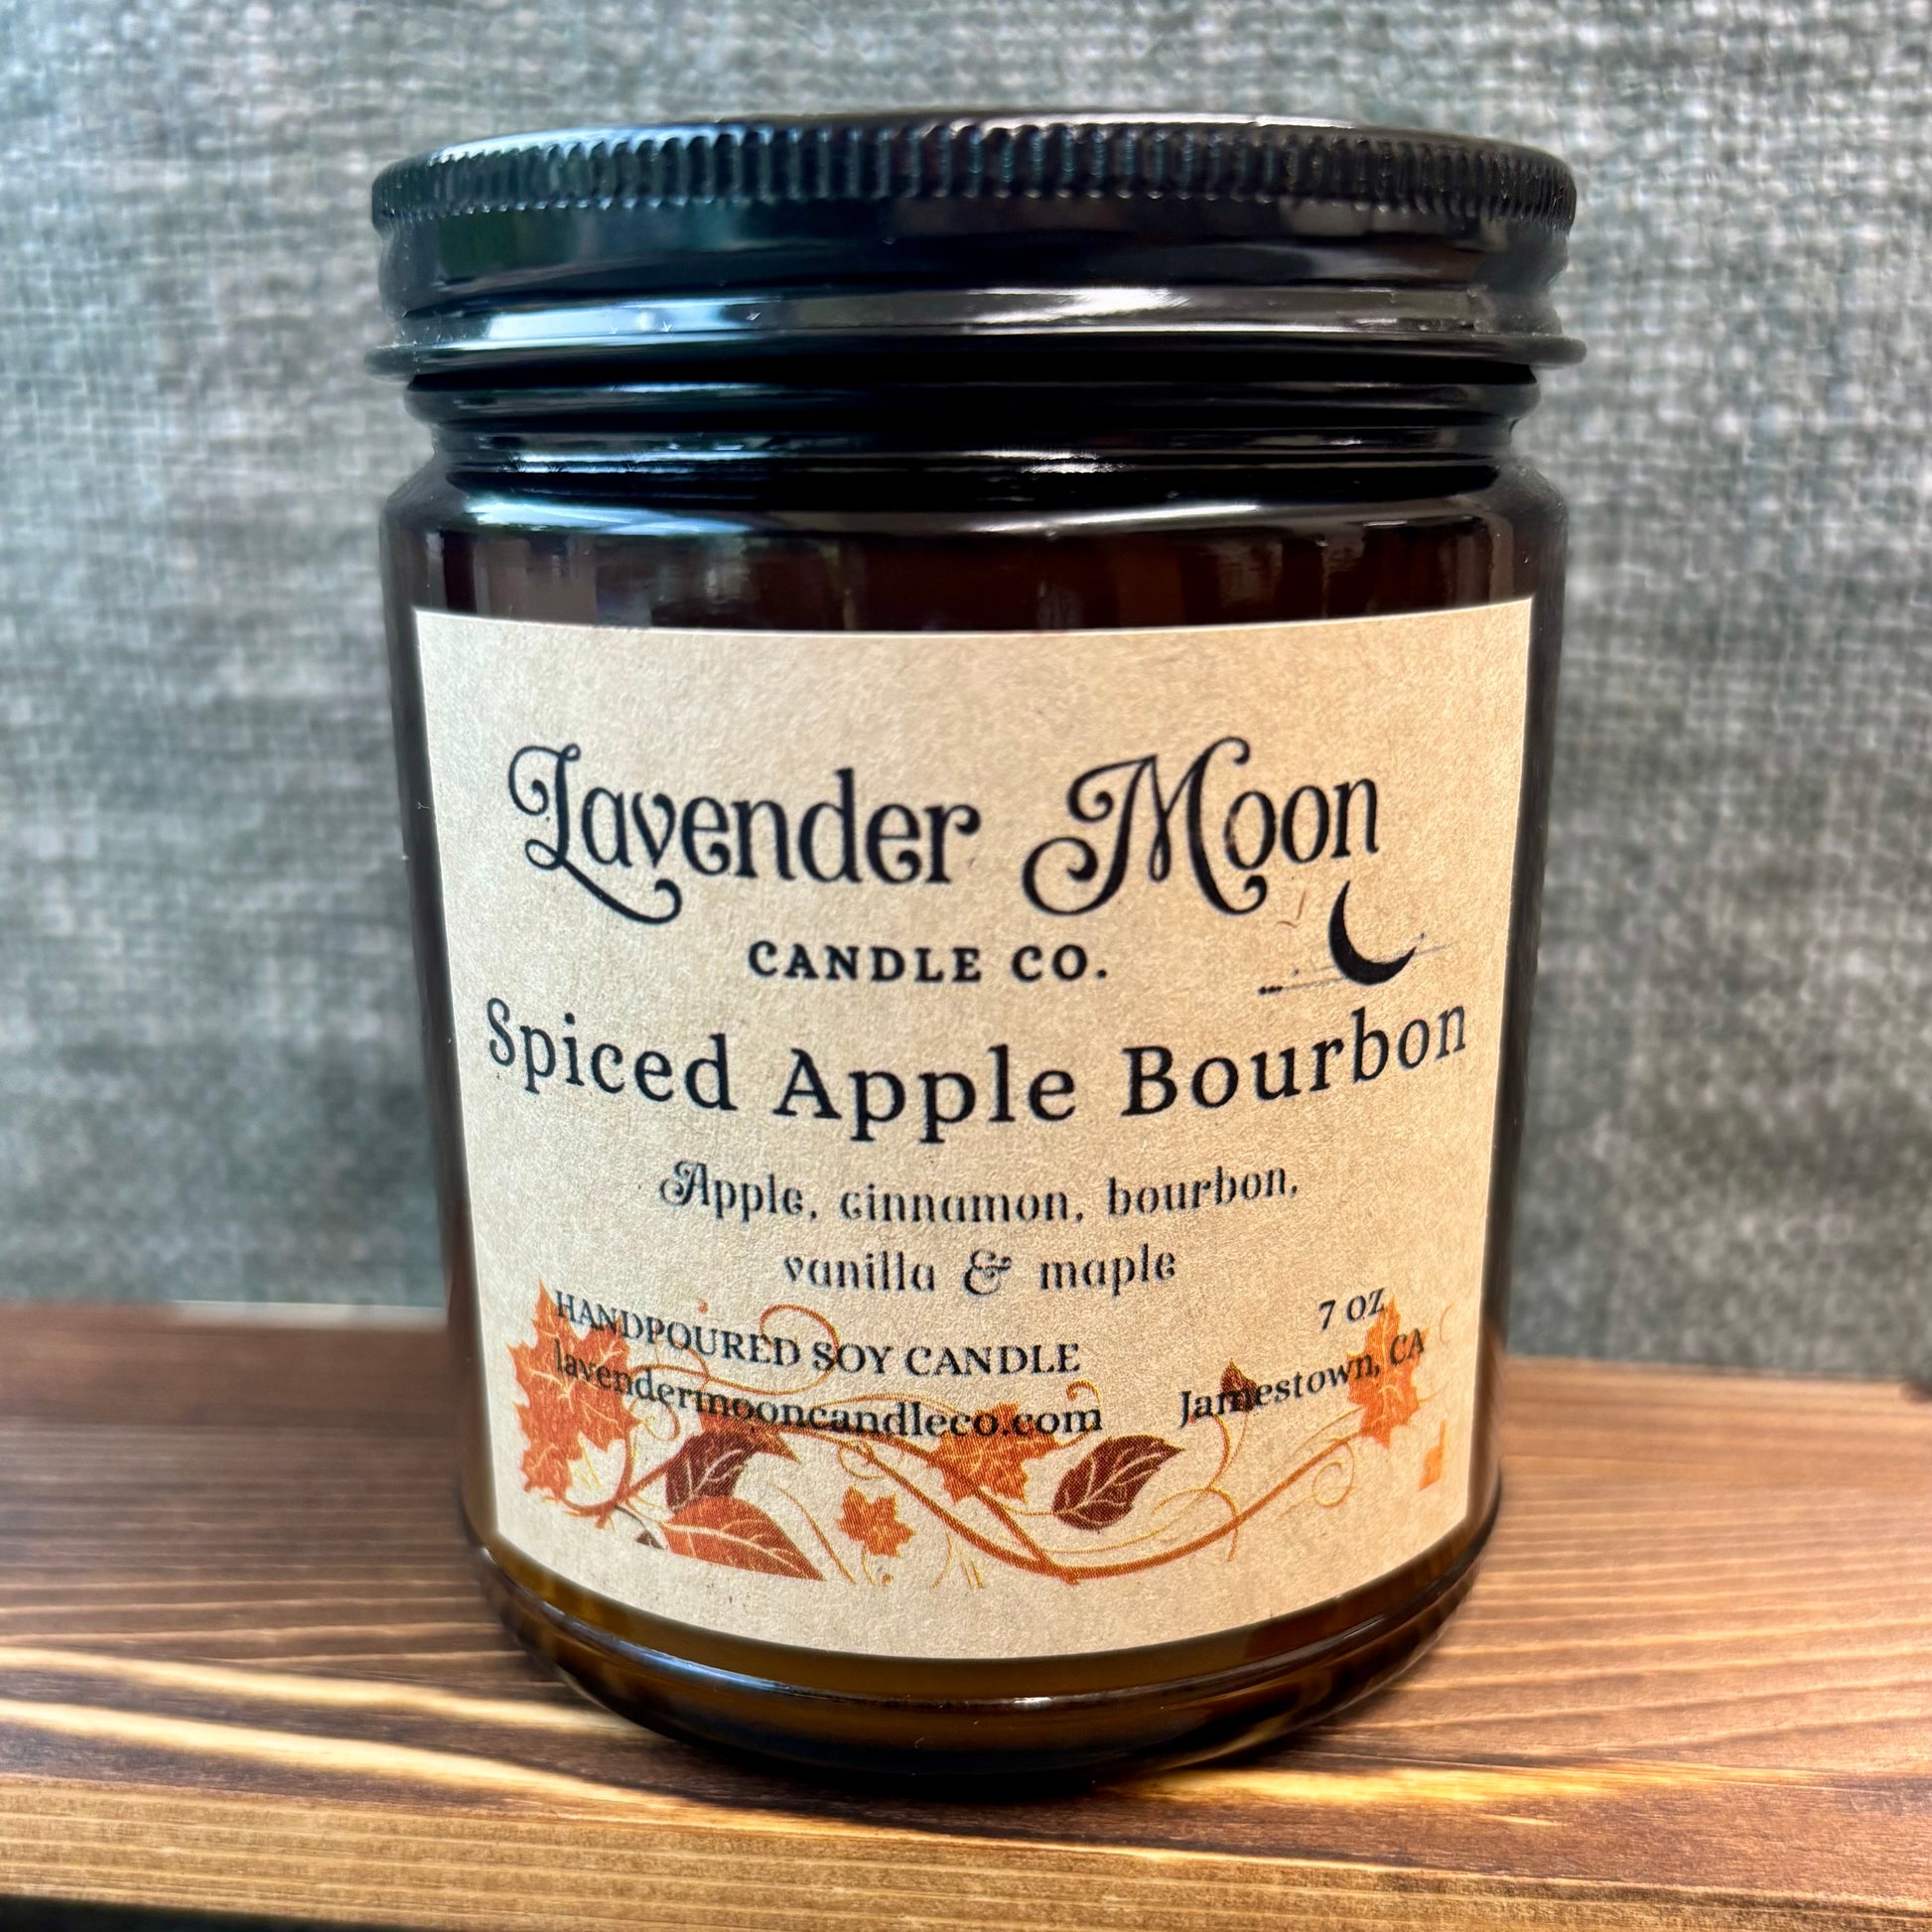 Lavender Moon
CANDLE CO.
Spiced Apple Bourbon
Apple, cinnamon, bourbon,
vanilla & maple
HANDPOURED SOY CANDLE 7 oz
lavendermooncandleco.com Jamestown, CA